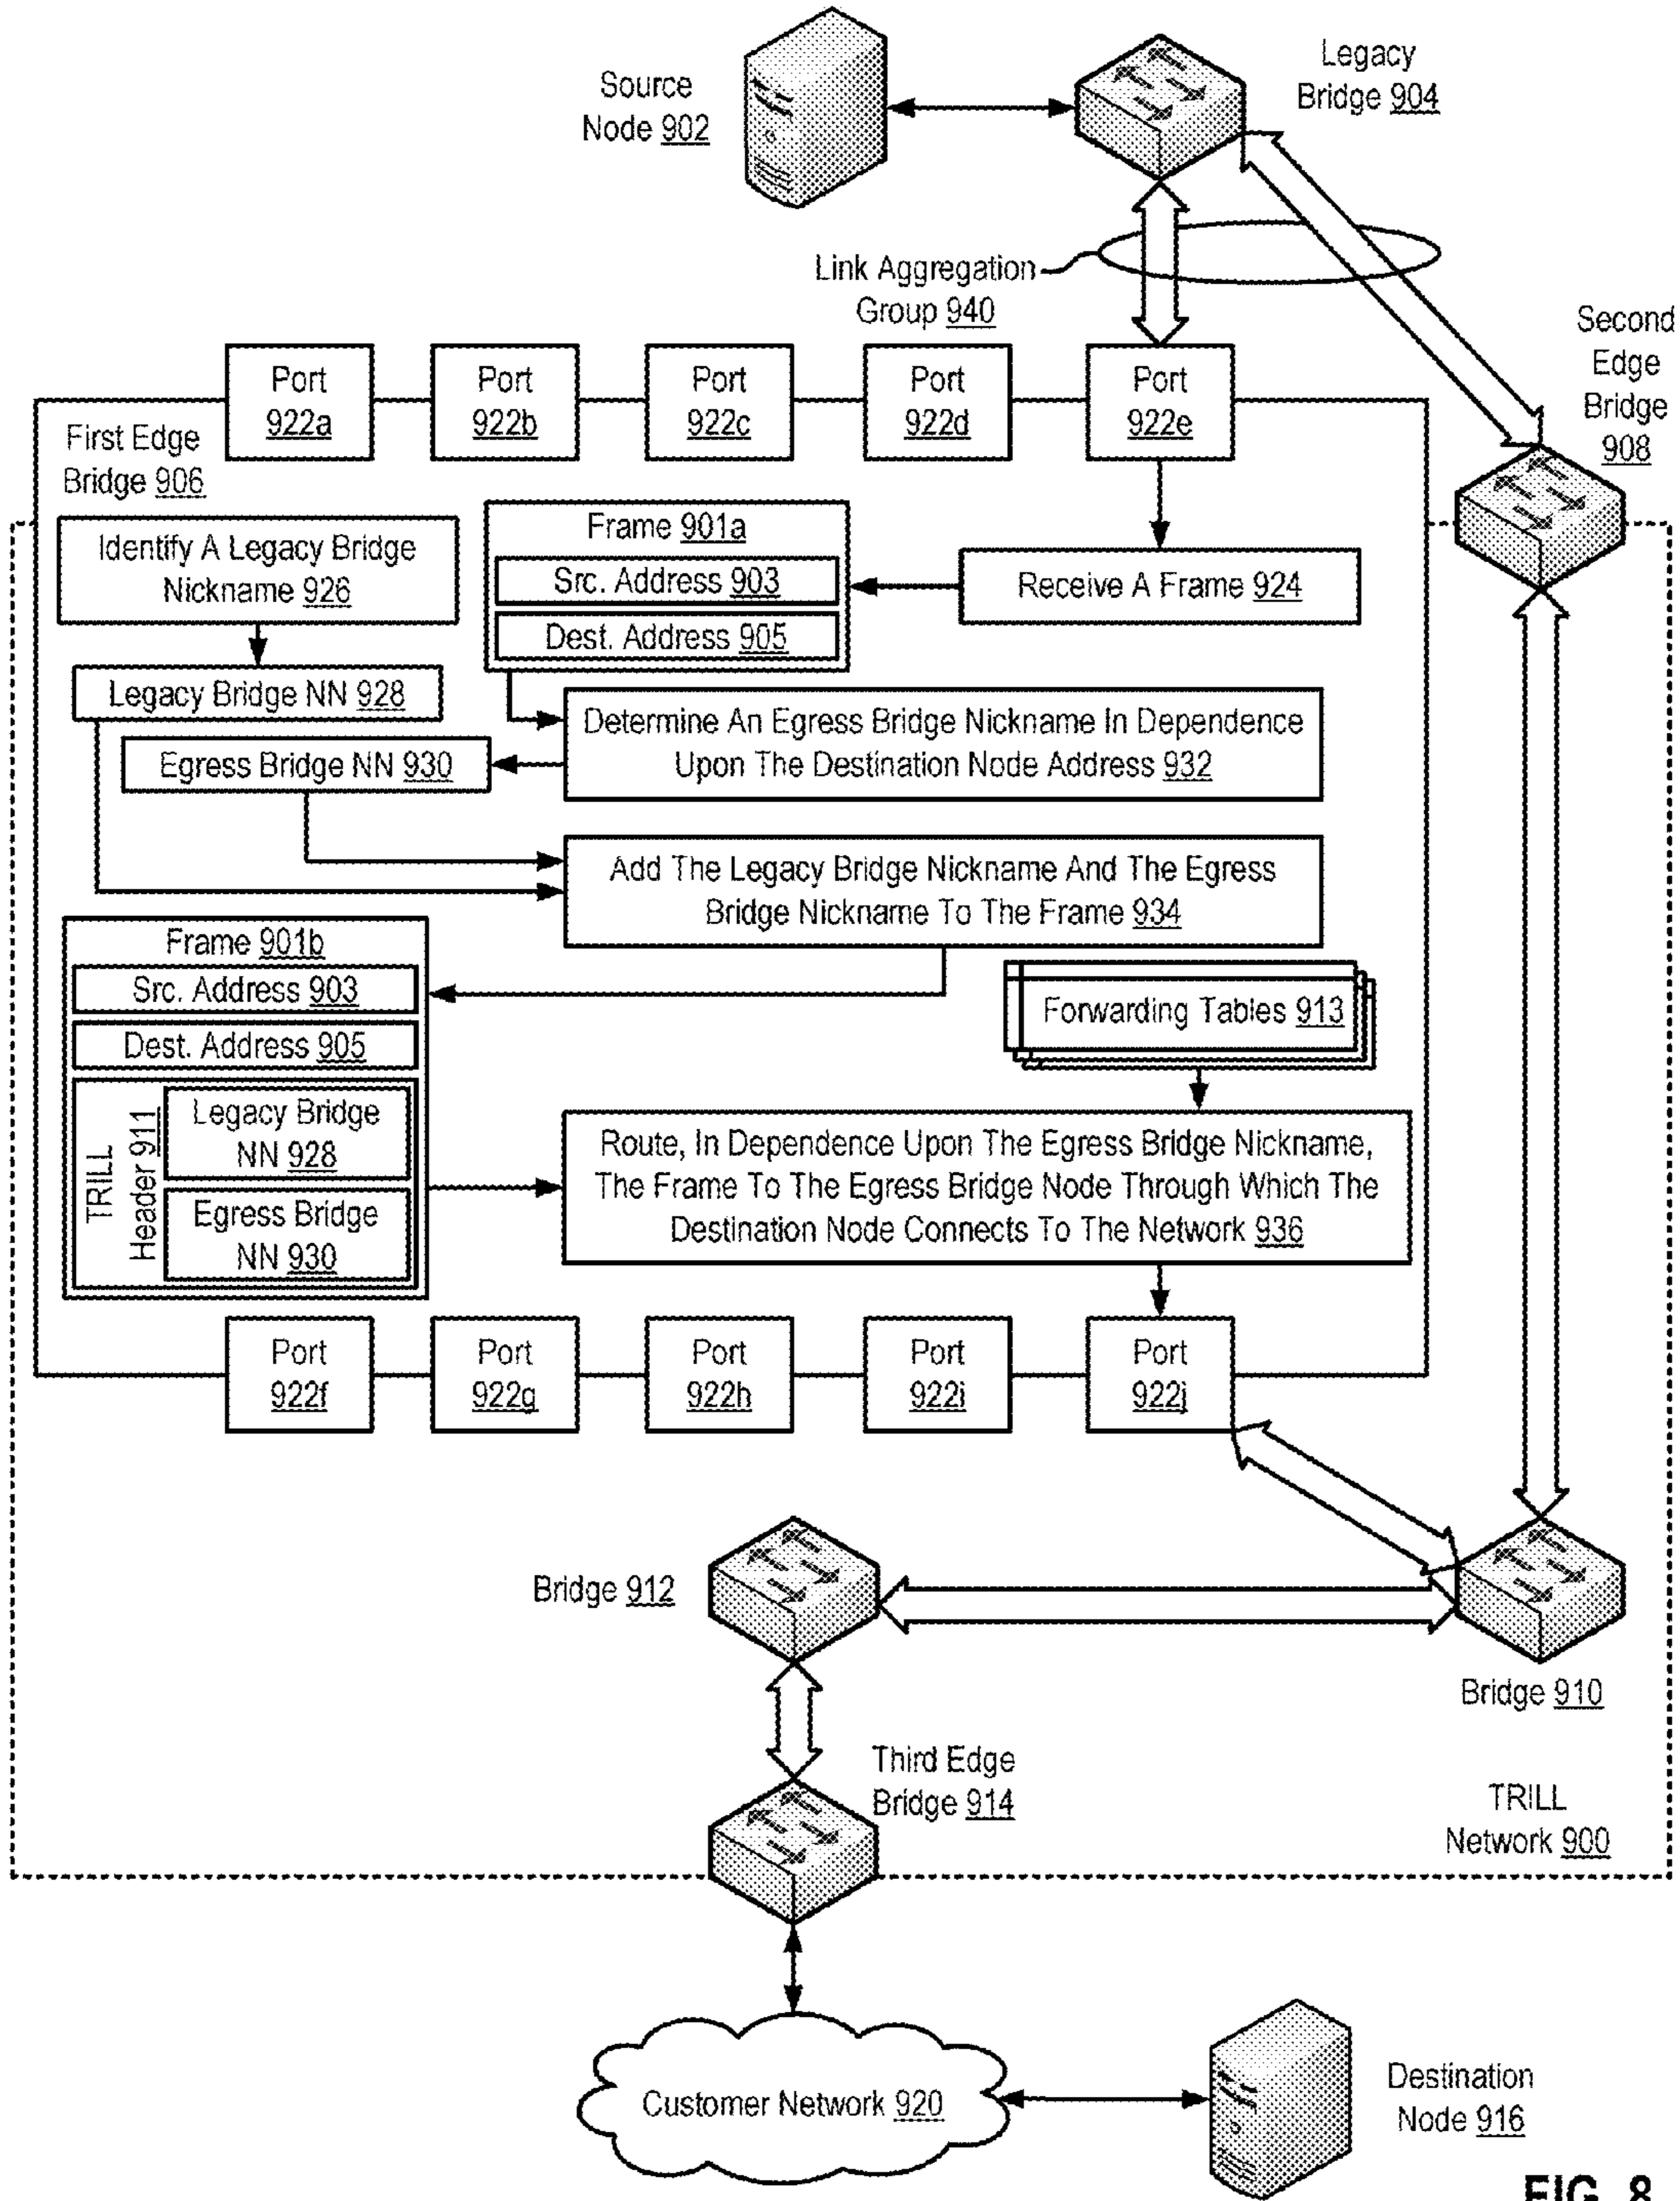 Source
Node 902
Legacy
Bridge 904
Link Aggregation
Group 940
Second
Edge
Bridge
908
Port
922a
Port
922b
Port
922c
Port
922d
Port
922e
First Edge
Bridge 906
Identify A Legacy Bridge
Nickname 926
Frame 901a
Src. Address 903
Dest. Address 905
Receive A Frame 924
Legacy Bridge NN 928
Egress Bridge NN 930
Determine An Egress Bridge Nickname In Dependence
Upon The Destination Node Address 932
Add The Legacy Bridge Nickname And The Egress
Bridge Nickname To The Frame 934
Frame 901b
Src. Address 903
Dest. Address 905
TRILL
Header 911
Legacy Bridge
NN 928
Egress Bridge
NN 930
Forwarding Tables 913
Route, In Dependence Upon The Egress Bridge Nickname,
The Frame To The Egress Bridge Node Through Which The
Destination Node Connects To The Network 936
Port
922f
Port
922g
Port
922h
Port
922i
Port
922j
Bridge 912
Bridge 910
Third Edge
Bridge 914
TRILL
Network 900
Customer Network 920
Destination
Node 916
FIG. 8